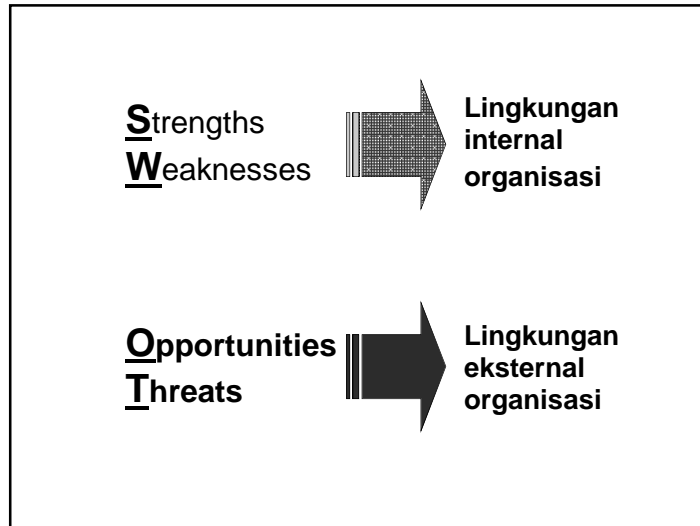 Strengths
Weaknesses
Lingkungan
internal
organisasi
Opportunities
Threats
Lingkungan
eksternal
organisasi